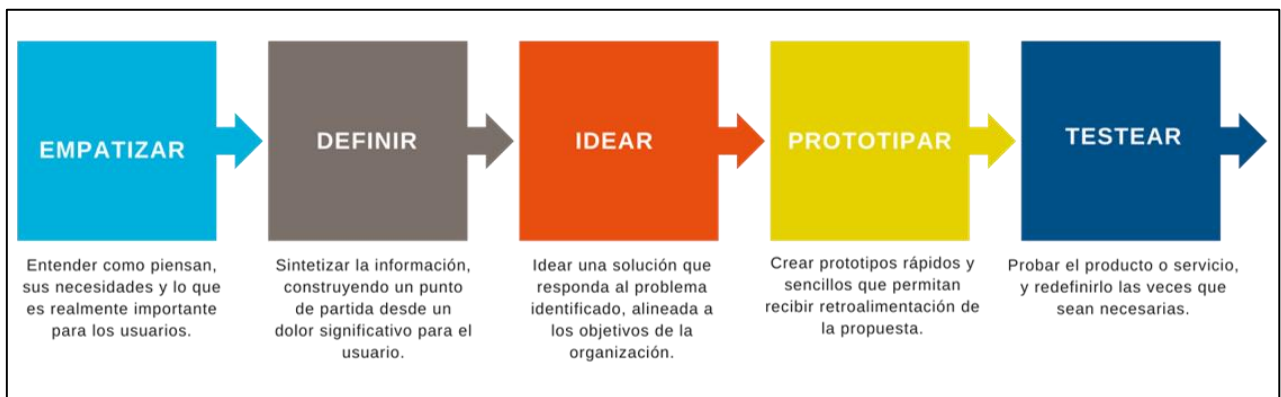 EMPATIZAR
Entender como piensan,
sus necesidades y lo que
es realmente importante
para los usuarios.
DEFINIR
Sintetizar la información,
construyendo un punto
de partida desde un
dolor significativo para el
usuario.
IDEAR
Idear una solución que
responda al problema
identificado, alineada a
los objetivos de la
organización.
PROTOTIPAR
Crear prototipos rápidos y
sencillos que permitan
recibir retroalimentación de
la propuesta.
TESTEAR
Probar el producto o servicio,
y redefinirlo las veces que
sean necesarias.